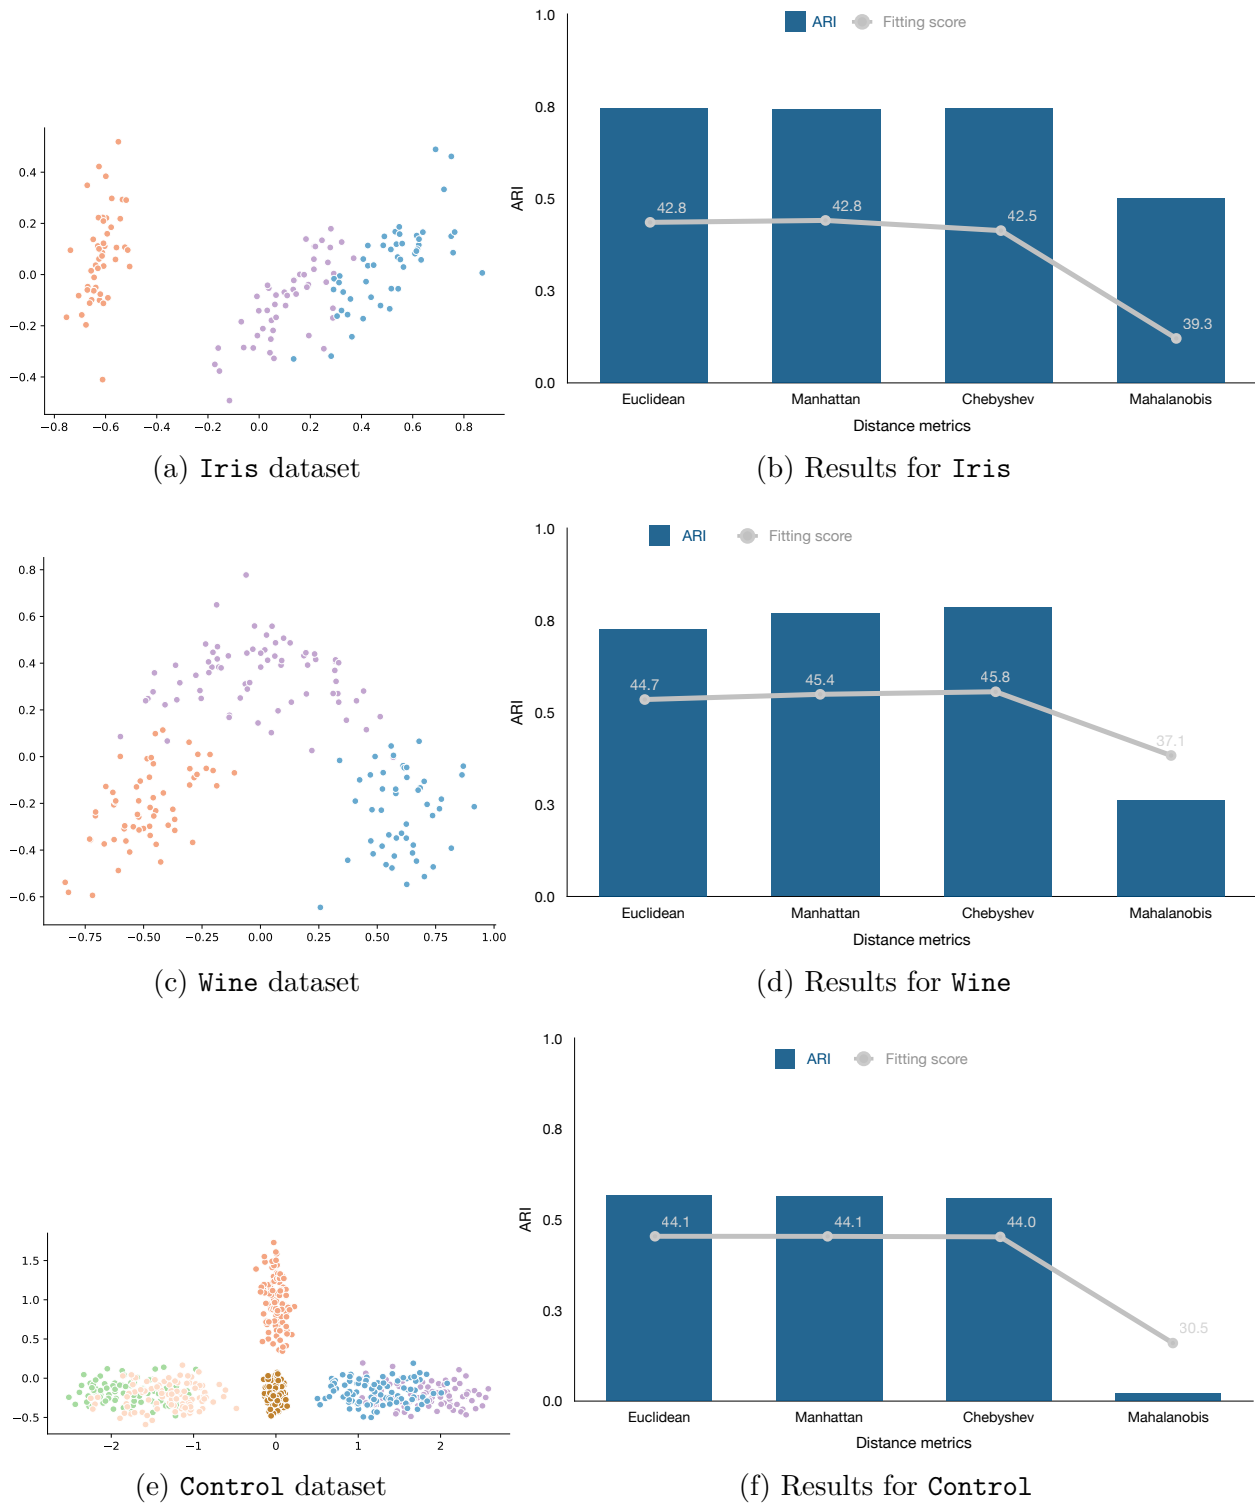 1.0
ARI Fitting score
0.8
0.5
0.3
0.0
ARI
42.8 42.8 42.5 39.3
Euclidean Manhattan Chebyshev Mahalanobis
Distance metrics
0.4
0.2
0.0
−0.2
−0.4
−0.8 −0.6 −0.4 −0.2 0.0 0.2 0.4 0.6 0.8
(a) Iris dataset
(b) Results for Iris
1.0
ARI Fitting score
0.8
0.5
0.3
0.0
ARI
44.7 45.4 45.8 37.1
Euclidean Manhattan Chebyshev Mahalanobis
Distance metrics
0.8
0.6
0.4
0.2
0.0
−0.2
−0.4
−0.6
−0.75 −0.50 −0.25 0.00 0.25 0.50 0.75 1.00
(c) Wine dataset
(d) Results for Wine
1.0
ARI Fitting score
0.8
0.5
0.3
0.0
ARI
44.1 44.1 44.0 30.5
Euclidean Manhattan Chebyshev Mahalanobis
Distance metrics
1.5
1.0
0.5
0.0
−0.5
−2 −1 0 1 2
(e) Control dataset
(f) Results for Control